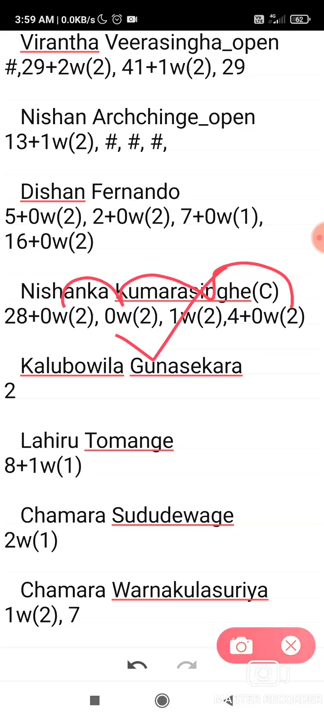 3:59 AM | 0.0KB/s
4G
62
Virantha Veerasingha_open
#,29+2w(2), 41+1w(2), 29
Nishan Archchinge_open
13+1w(2), #, #, #,
Dishan Fernando
5+0w(2), 2+0w(2), 7+0w(1),
16+0w(2)
Nishanka Kumarasinghe(C)
28+0w(2), 0w(2), 1w(2),4+0w(2)
Kalubowila Gunasekara
2
Lahiru Tomange
8+1w(1)
Chamara Sududewage
2w(1)
Chamara Warnakulasuriya
1w(2), 7
MASTER RECORDER